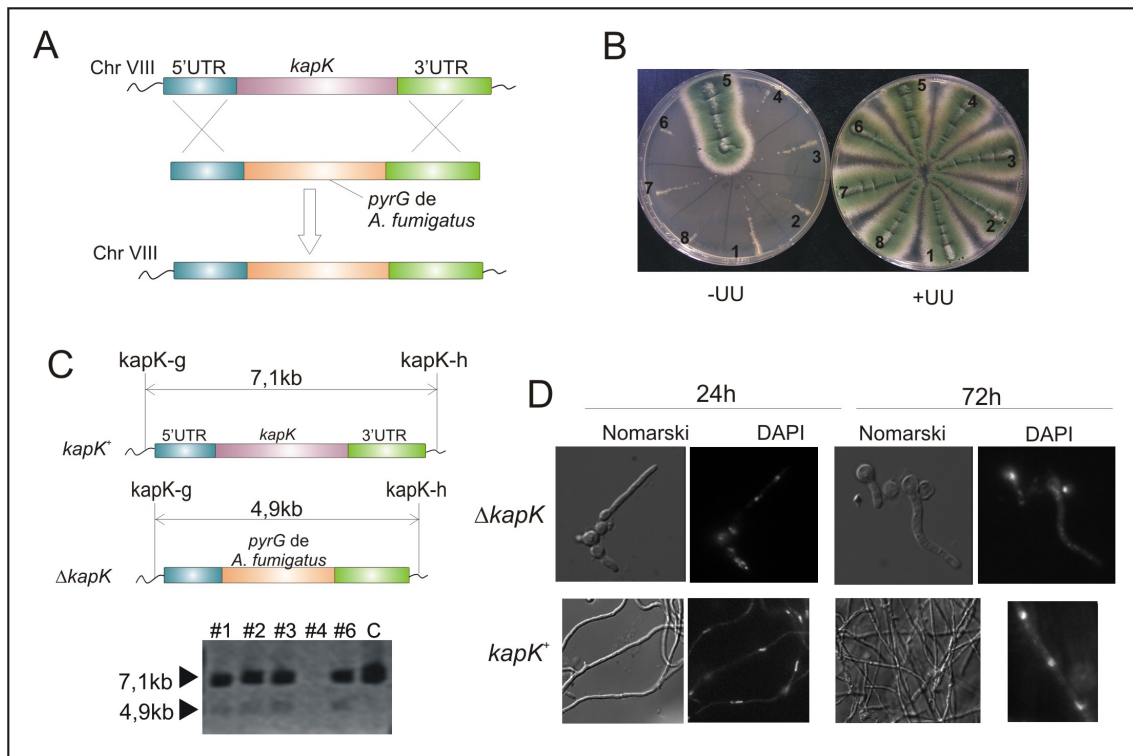 A
Chr VIII 5'UTR kapK 3'UTR
pyrG de
A. fumigatus
Chr VIII
B
5
4
6
3
7
2
8
1
5
4
6
3
7
2
8
1
-UU +UU
C
kapK-g kapK-h
7,1kb
5'UTR kapK 3'UTR
kapK+
kapK-g kapK-h
4,9kb
pyrG de
A. fumigatus
ΔkapK
#1 #2 #3 #4 #6 C
7,1kb
4,9kb
D
24h 72h
Nomarski DAPI Nomarski DAPI
ΔkapK
kapK+